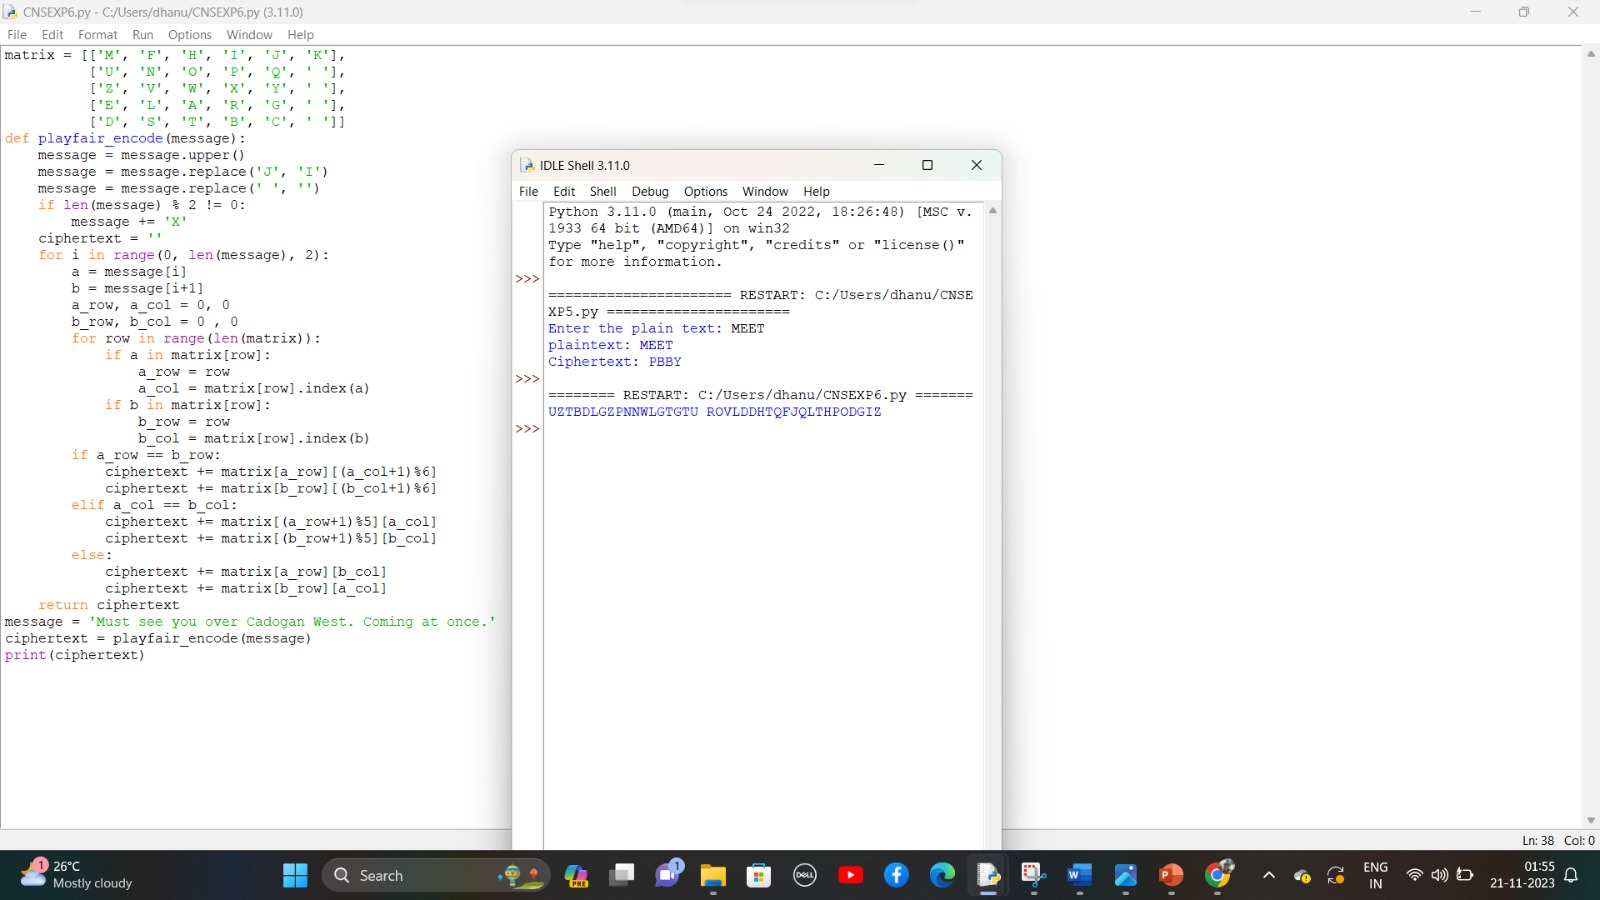 CNSEXP6.py - C:/Users/dhanu/CNSEXP6.py (3.11.0)
File Edit Format Run Options Window Help
matrix = [['M', 'F', 'H', 'I', 'J', 'K'],
['U', 'N', 'O', 'P', 'Q', ' '],
['Z', 'V', 'W', 'X', 'Y', ' '],
['E', 'L', 'A', 'R', 'G', ' '],
['D', 'S', 'T', 'B', 'C', ' ']]
def playfair_encode(message):
message = message.upper()
message = message.replace('J', 'I')
message = message.replace(' ', '')
if len(message) % 2 != 0:
message += 'X'
ciphertext = ''
for i in range(0, len(message), 2):
a = message[i]
b = message[i+1]
a_row, a_col = 0, 0
b_row, b_col = 0 , 0
for row in range(len(matrix)):
if a in matrix[row]:
a_row = row
a_col = matrix[row].index(a)
if b in matrix[row]:
b_row = row
b_col = matrix[row].index(b)
if a_row == b_row:
ciphertext += matrix[a_row][(a_col+1)%6]
ciphertext += matrix[b_row][(b_col+1)%6]
elif a_col == b_col:
ciphertext += matrix[(a_row+1)%5][a_col]
ciphertext += matrix[(b_row+1)%5][b_col]
else:
ciphertext += matrix[a_row][b_col]
ciphertext += matrix[b_row][a_col]
return ciphertext
message = 'Must see you over Cadogan West. Coming at once.'
ciphertext = playfair_encode(message)
print(ciphertext)
IDLE Shell 3.11.0
File Edit Shell Debug Options Window Help
Python 3.11.0 (main, Oct 24 2022, 18:26:48) [MSC v.
1933 64 bit (AMD64)] on win32
Type "help", "copyright", "credits" or "license()"
for more information.
>>>
====================== RESTART: C:/Users/dhanu/CNSE
XP5.py ======================
Enter the plain text: MEET
plaintext: MEET
Ciphertext: PBBY
>>>
======== RESTART: C:/Users/dhanu/CNSEXP6.py =======
UZTBDLGZPNNWLGTGTU ROVLDDHTQFJQLTHPODGIZ
>>>
Ln: 38 Col: 0
1
26°C
Mostly cloudy
Search
PRE
1
DELL
W
P
ENG
IN
01:55
21-11-2023